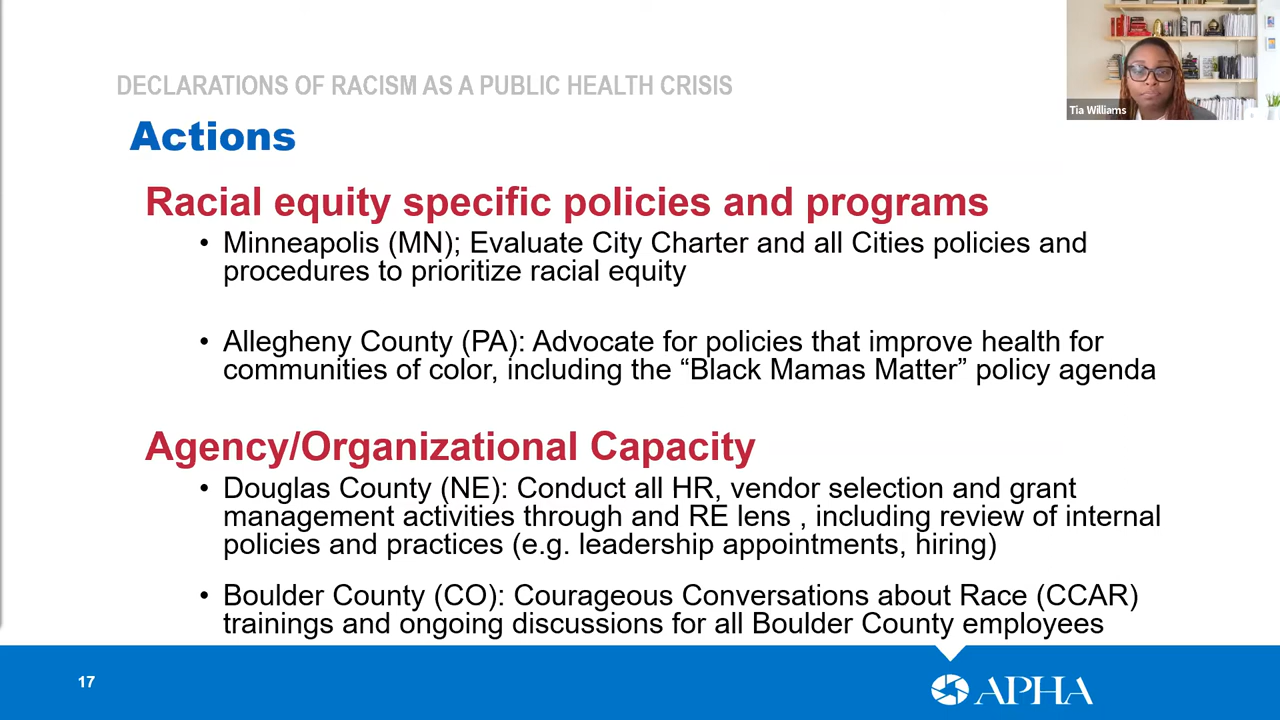 DECLARATIONS OF RACISM AS A PUBLIC HEALTH CRISIS
Tia Williams
Actions
Racial equity specific policies and programs
• Minneapolis (MN); Evaluate City Charter and all Cities policies and
procedures to prioritize racial equity
• Allegheny County (PA): Advocate for policies that improve health for
communities of color, including the “Black Mamas Matter” policy agenda
Agency/Organizational Capacity
• Douglas County (NE): Conduct all HR, vendor selection and grant
management activities through and RE lens , including review of internal
policies and practices (e.g. leadership appointments, hiring)
• Boulder County (CO): Courageous Conversations about Race (CCAR)
trainings and ongoing discussions for all Boulder County employees
17
APHA